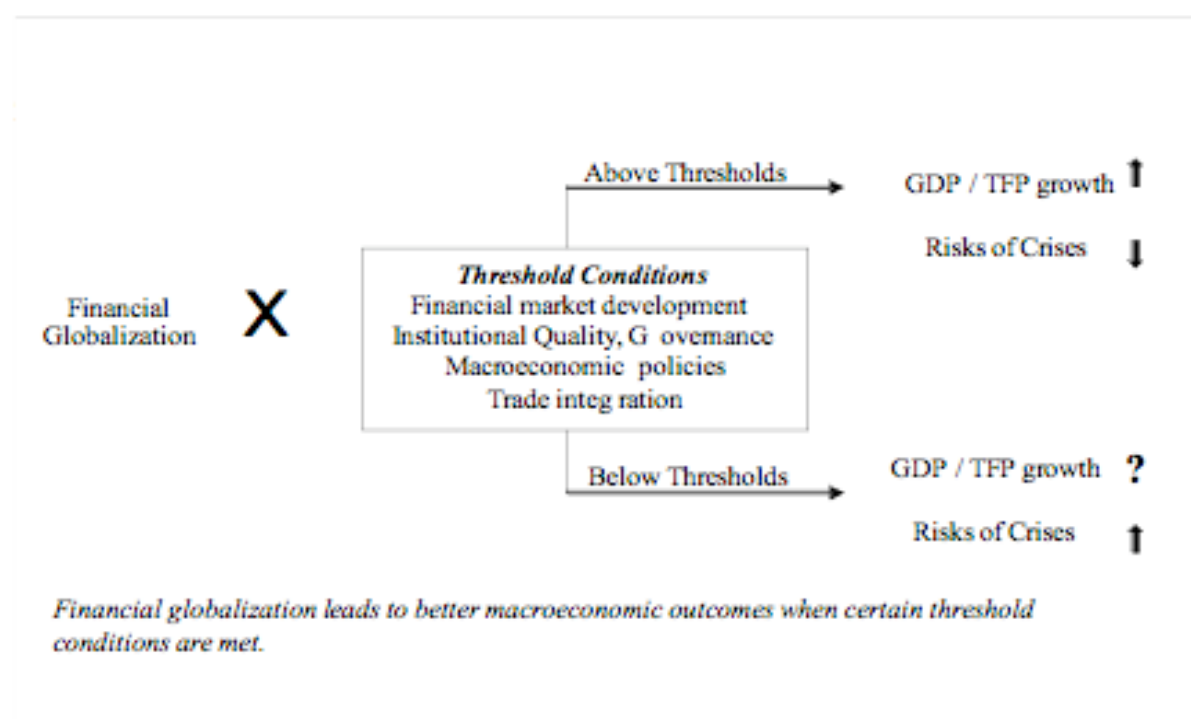 Above Thresholds
GDP / TFP growth ⬆
Risks of Crises ⬇
Financial
Globalization
X
Threshold Conditions
Financial market development
Institutional Quality, G overnance
Macroeconomic policies
Trade integ ration
Below Thresholds
GDP / TFP growth ?
Risks of Crises ⬆
Financial globalization leads to better macroeconomic outcomes when certain threshold
conditions are met.